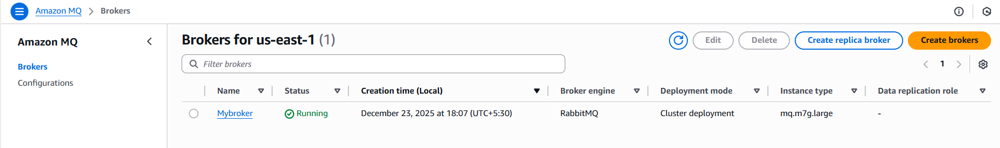 Amazon MQ > Brokers
Amazon MQ
Brokers
Configurations
Brokers for us-east-1 (1)
Edit
Delete
Create replica broker
Create brokers
Filter brokers
1
Name Status Creation time (Local) Broker engine Deployment mode Instance type Data replication role
Mybroker Running December 23, 2025 at 18:07 (UTC+5:30) RabbitMQ Cluster deployment mq.m7g.large -